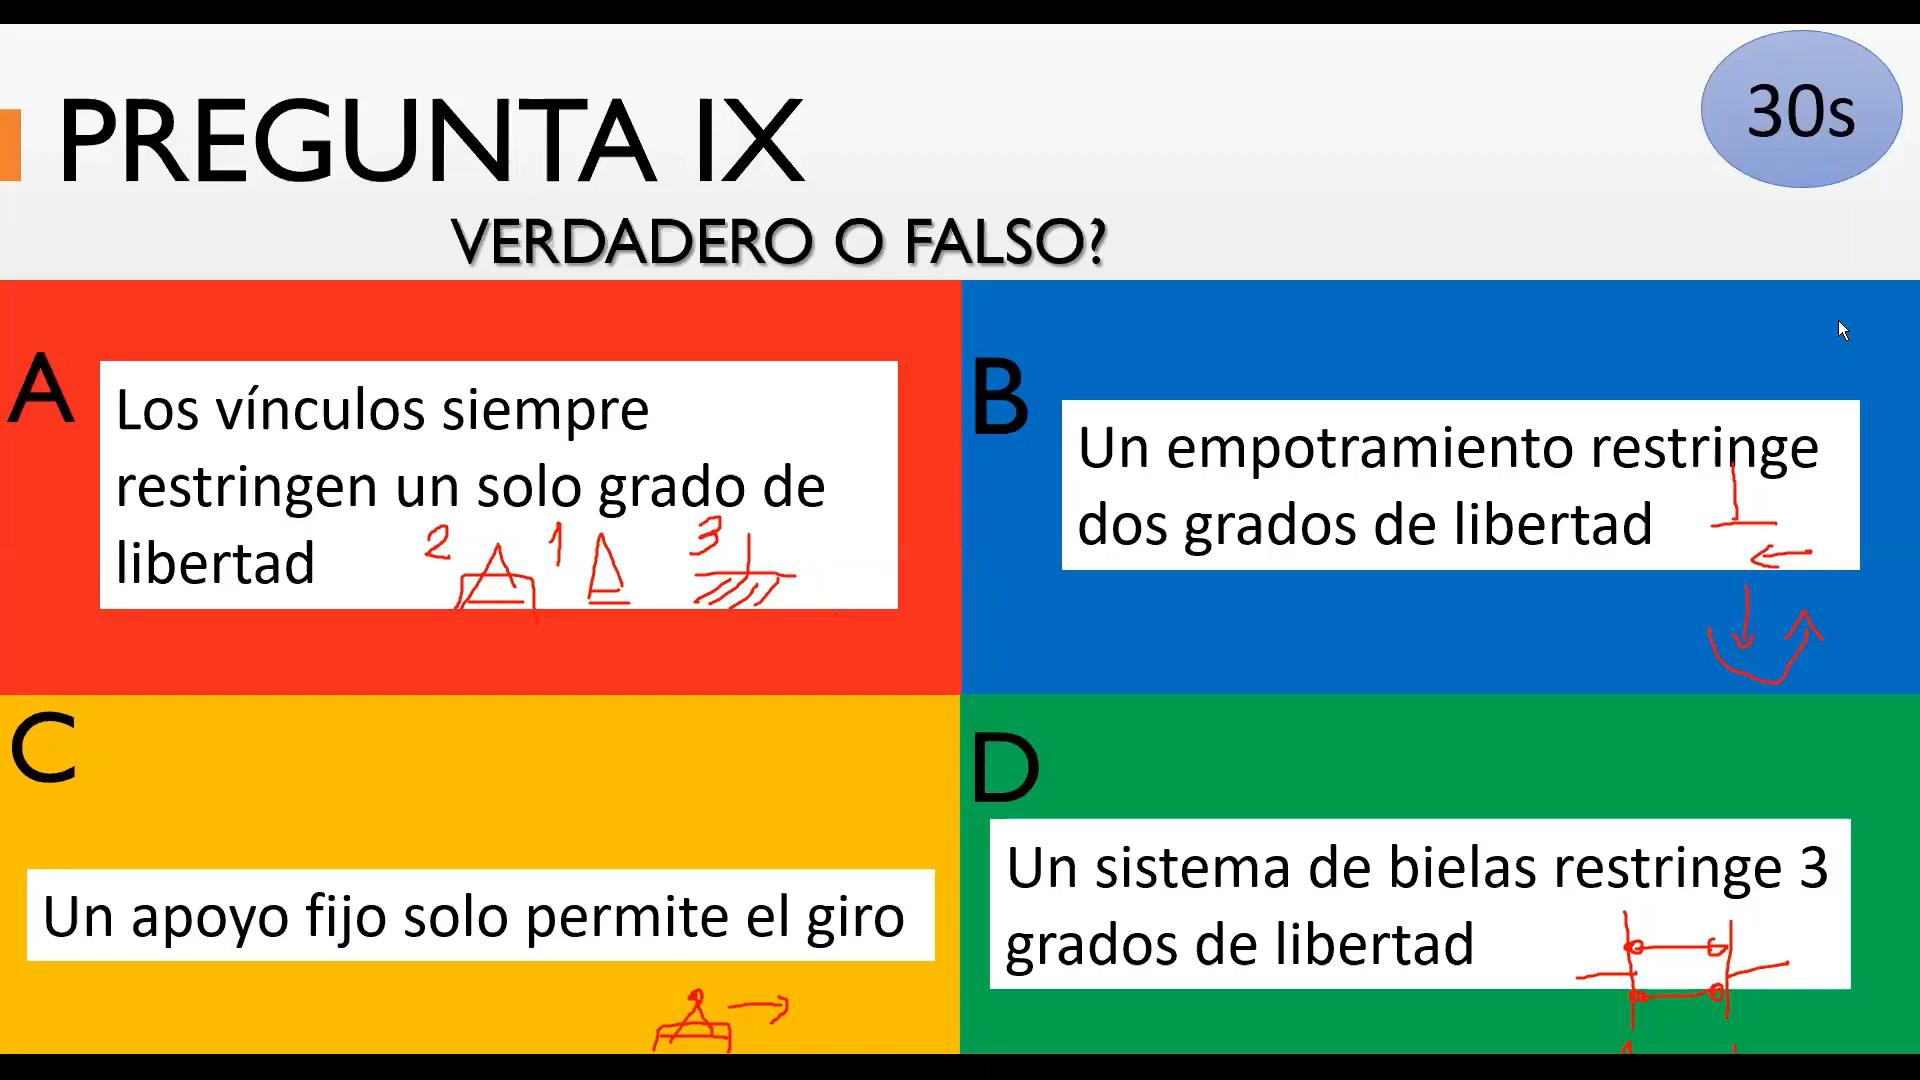 PREGUNTA IX
30s
VERDADERO O FALSO?
A
Los vínculos siempre
restringen un solo grado de
libertad
2 1 3
B
Un empotramiento restringe
dos grados de libertad
C
Un apoyo fijo solo permite el giro
D
Un sistema de bielas restringe 3
grados de libertad